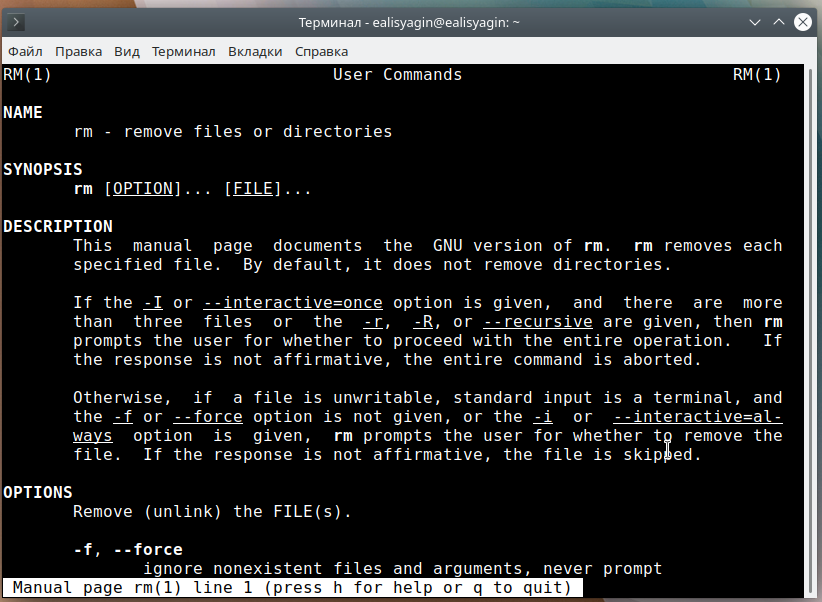 Терминал - ealisyagin@ealisyagin: ~
Файл Правка Вид Терминал Вкладки Справка
RM(1) User Commands RM(1)
NAME
rm - remove files or directories
SYNOPSIS
rm [OPTION]... [FILE]...
DESCRIPTION
This manual page documents the GNU version of rm. rm removes each
specified file. By default, it does not remove directories.
If the -I or --interactive=once option is given, and there are more
than three files or the -r, -R, or --recursive are given, then rm
prompts the user for whether to proceed with the entire operation. If
the response is not affirmative, the entire command is aborted.
Otherwise, if a file is unwritable, standard input is a terminal, and
the -f or --force option is not given, or the -i or --interactive=al-
ways option is given, rm prompts the user for whether to remove the
file. If the response is not affirmative, the file is skipped.
OPTIONS
Remove (unlink) the FILE(s).
-f, --force
ignore nonexistent files and arguments, never prompt
Manual page rm(1) line 1 (press h for help or q to quit)